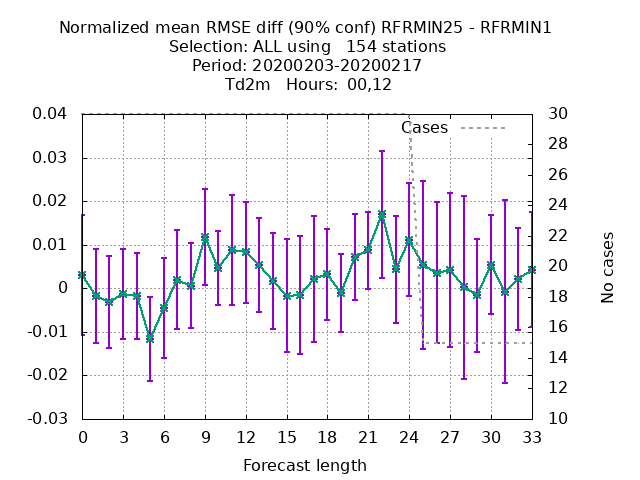 Normalized mean RMSE diff (90% conf) RFRMIN25 - RFRMIN1
Selection: ALL using   154 stations
Period: 20200203-20200217
Td2m   Hours:  00,12
Cases
0.04
0.03
0.02
0.01
0
-0.01
-0.02
-0.03
30
28
26
24
22
20
18
16
14
12
10
No cases
0 3 6 9 12 15 18 21 24 27 30 33
Forecast length